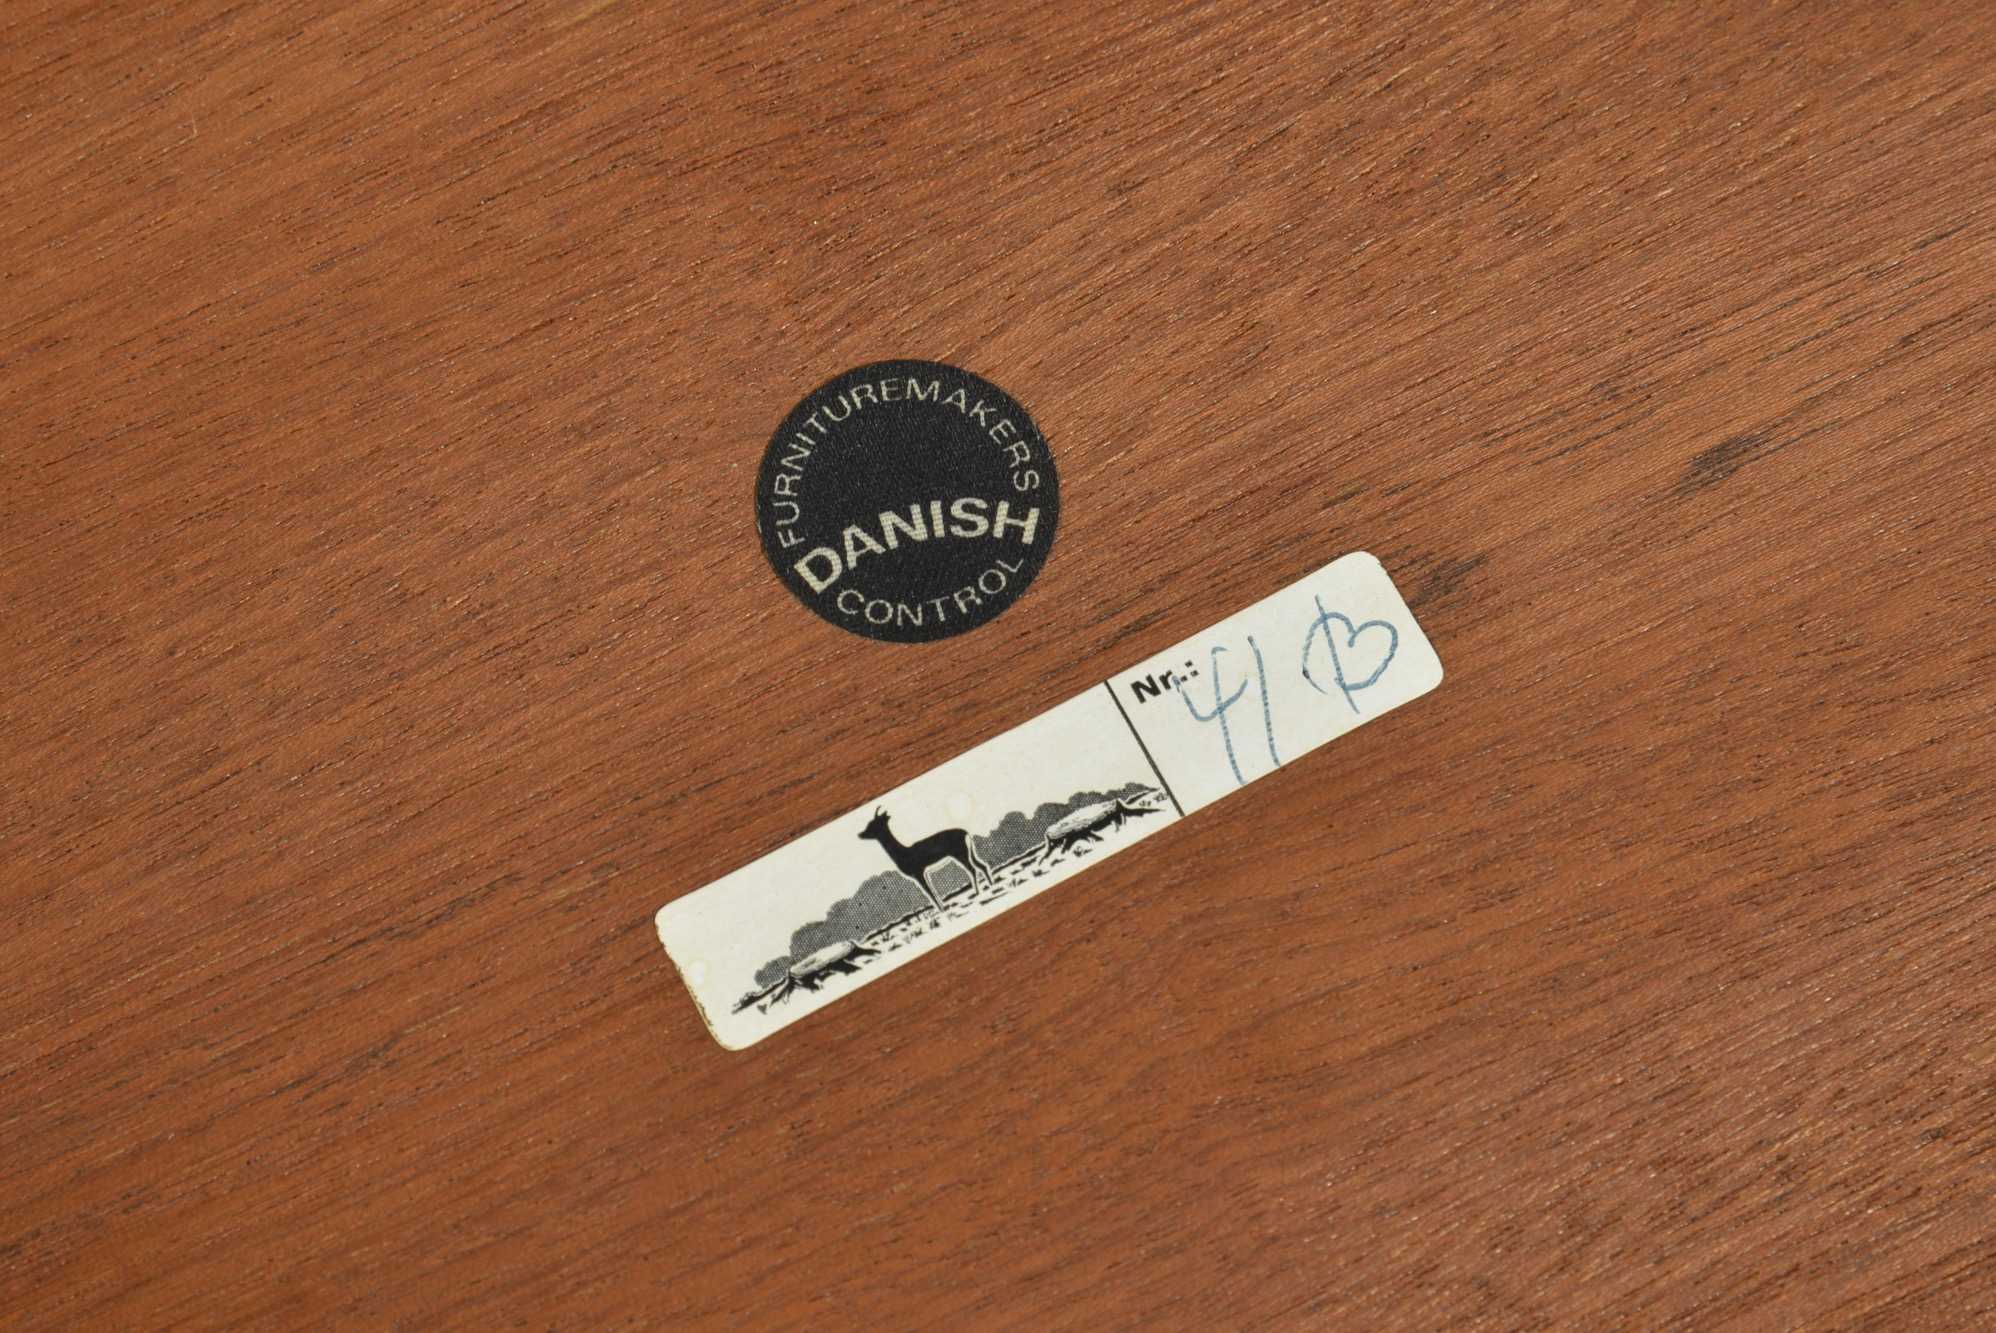 FURNITUREMAKERS
DANISH
CONTROL
Nr.: 41 B